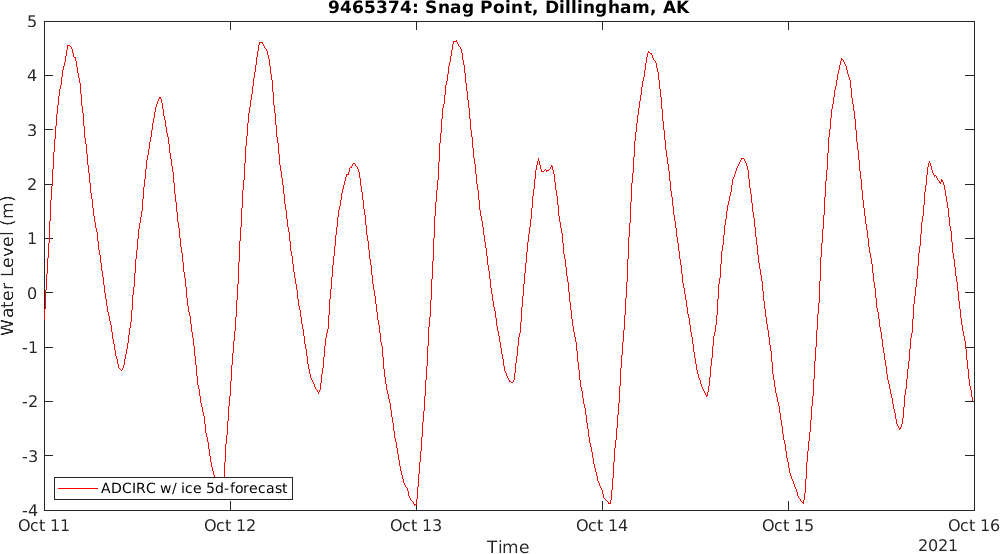 9465374: Snag Point, Dillingham, AK
5
4
3
2
1
0
-1
-2
-3
-4
Water Level (m)
ADCIRC w/ ice 5d-forecast
Oct 11 Oct 12 Oct 13 Oct 14 Oct 15 Oct 16
Time
2021